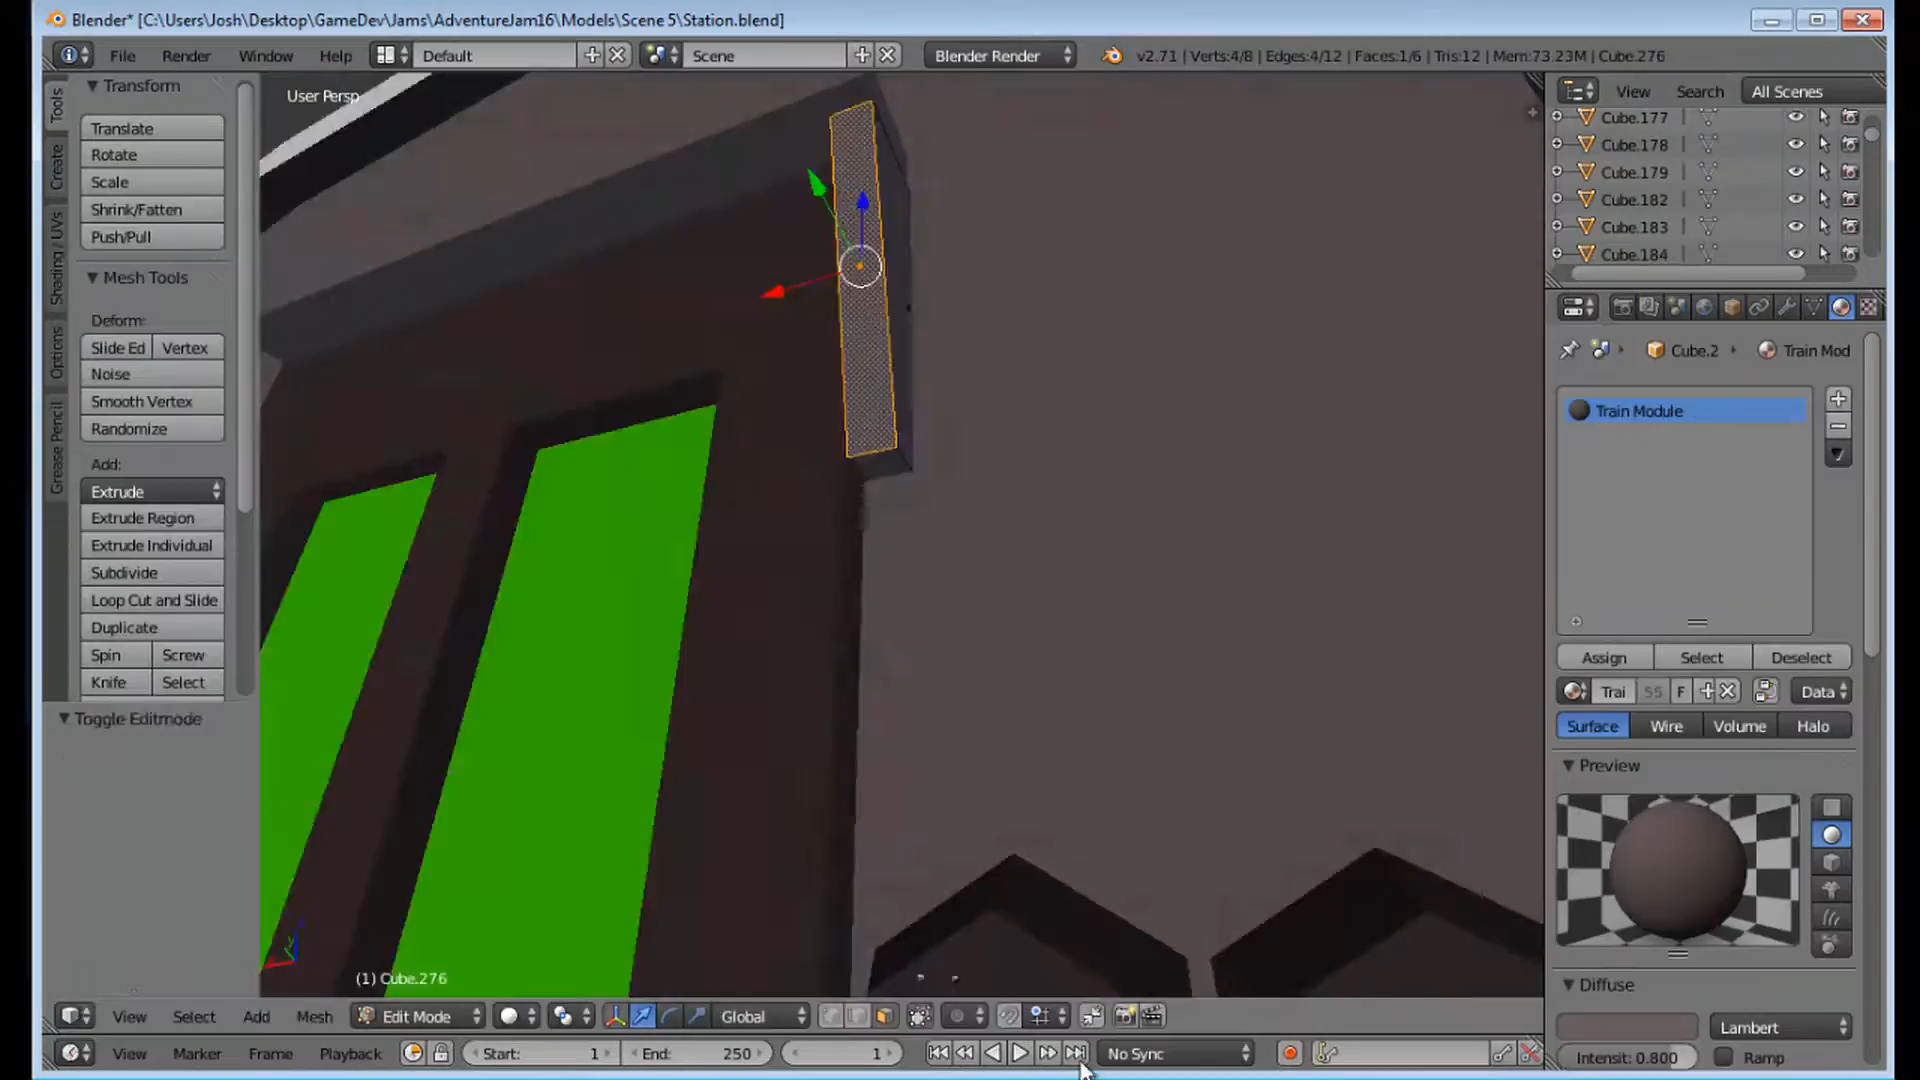 Blender* [C:\Users\Josh\Desktop\GameDev\Jams\AdventureJam16\Models\Scene 5\Station.blend]
File Render Window Help Default Scene Blender Render v2.71 | Verts:4/8 | Edges:4/12 | Faces:1/6 | Tris:12 | Mem:73.23M | Cube.276
Tools
Create
Shading / UVs
Options
Grease Pencil
Transform
Translate
Rotate
Scale
Shrink/Fatten
Push/Pull
Mesh Tools
Deform:
Slide Ed Vertex
Noise
Smooth Vertex
Randomize
Add:
Extrude
Extrude Region
Extrude Individual
Subdivide
Loop Cut and Slide
Duplicate
Spin Screw
Knife Select
Toggle Editmode
User Persp
(1) Cube.276
View Search All Scenes
Cube.177
Cube.178
Cube.179
Cube.182
Cube.183
Cube.184
Cube.2 Train Mod
Train Module
Assign Select Deselect
Trai 55 F Data
Surface Wire Volume Halo
Preview
Diffuse
Lambert
Intensit: 0.800 Ramp
View Select Add Mesh Edit Mode Global
View Marker Frame Playback Start: 1 End: 250 1 No Sync